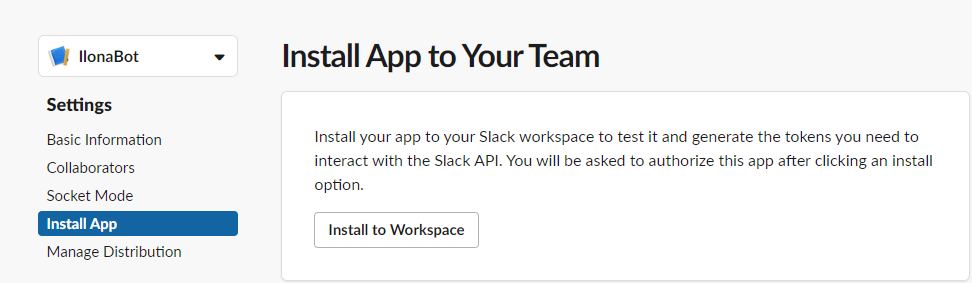 IlonaBot
Settings
Basic Information
Collaborators
Socket Mode
Install App
Manage Distribution
Install App to Your Team
Install your app to your Slack workspace to test it and generate the tokens you need to
interact with the Slack API. You will be asked to authorize this app after clicking an install
option.
Install to Workspace